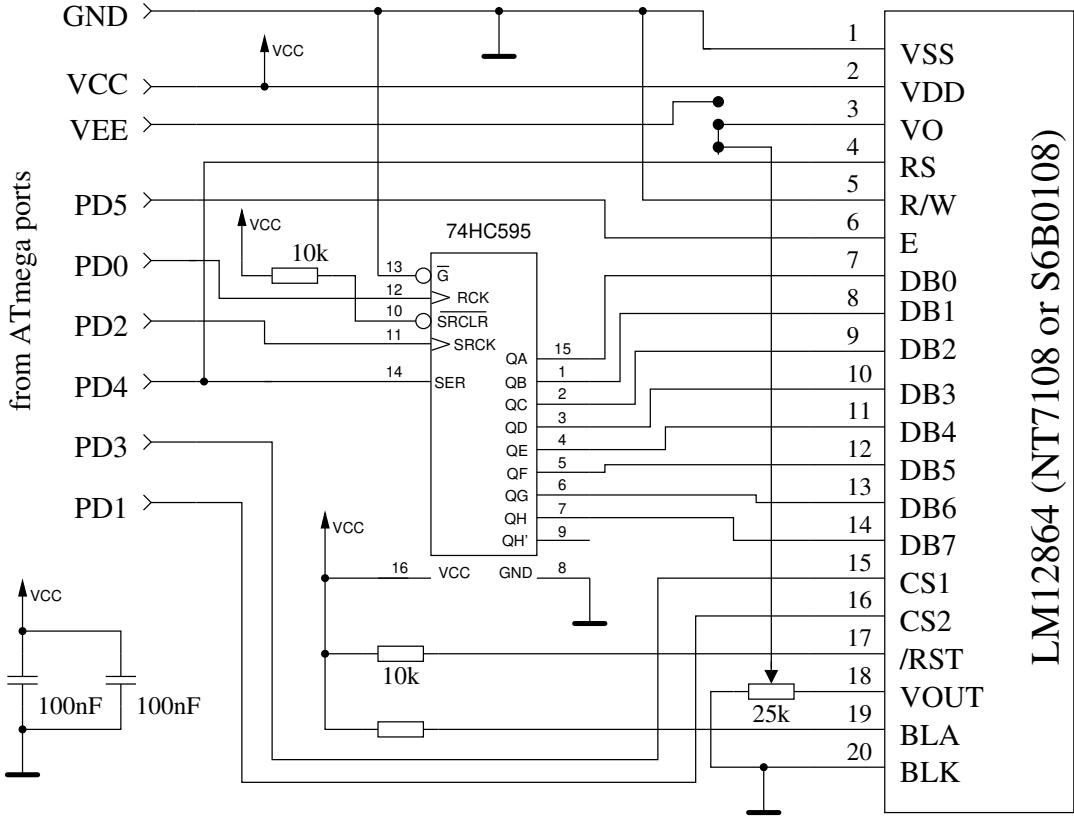 GND
VCC
VCC
VEE
PD5
PD0
PD2
PD4
PD3
PD1
from ATmega ports
VCC
10k
74HC595
13 G
12 RCK
10 SRCLR
11 SRCK
14 SER
QA 15
QB 1
QC 2
QD 3
QE 4
QF 5
QG 6
QH 7
QH' 9
16 VCC
GND 8
VCC
10k
25k
VCC
100nF
100nF
1 VSS
2 VDD
3 VO
4 RS
5 R/W
6 E
7 DB0
8 DB1
9 DB2
10 DB3
11 DB4
12 DB5
13 DB6
14 DB7
15 CS1
16 CS2
17 /RST
18 VOUT
19 BLA
20 BLK
LM12864 (NT7108 or S6B0108)